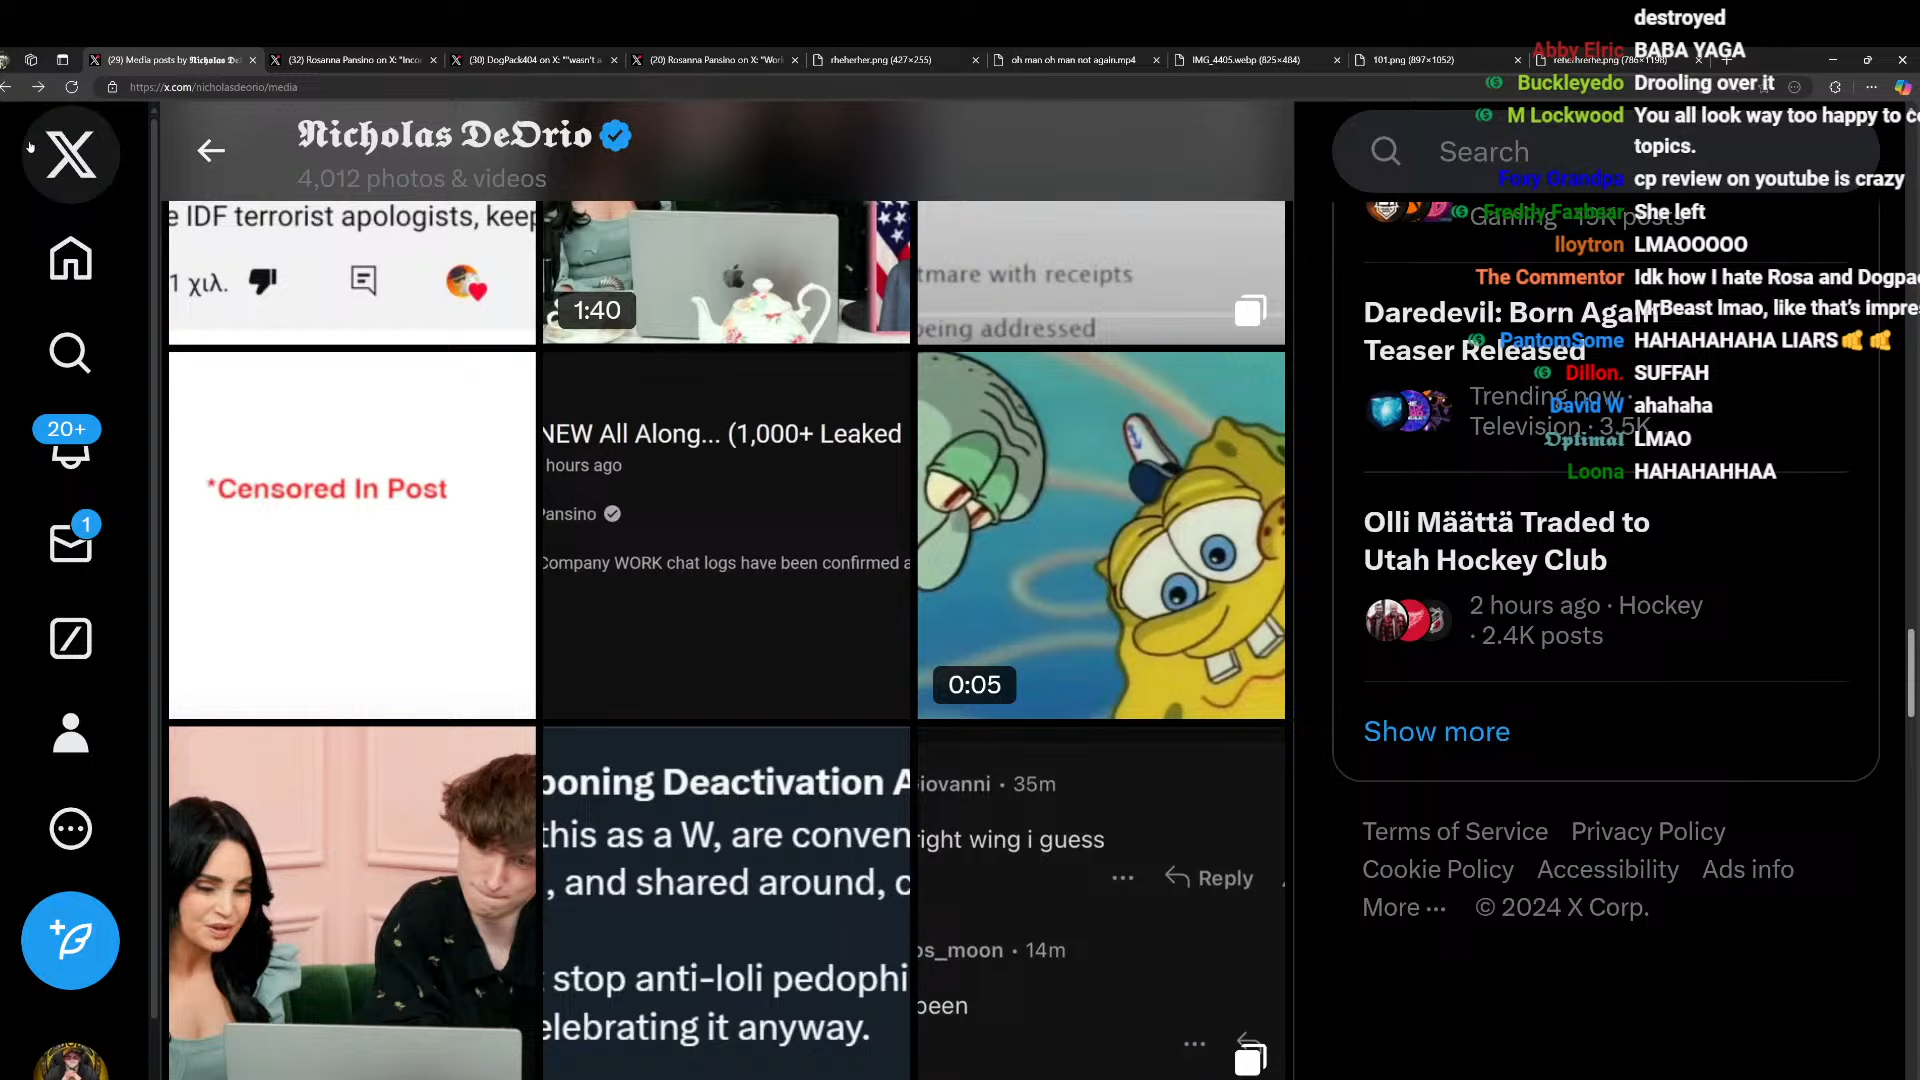 destroyed
Abby Elric BABA YAGA
(29) Media posts by 𝕹𝖎𝖈𝖍𝖔𝖑𝖆𝖘 𝕯𝖊
(32) Rosanna Pansino on X: "Incor
(30) DogPack404 on X: ""wasn't a
(20) Rosanna Pansino on X: "Wor
rheherher.png (427×255)
oh man oh man not again.mp4
IMG_4405.webp (825×484)
101.png (897×1052)
https://x.com/nicholasdeorio/media
Buckleyedo Drooling over it
M Lockwood You all look way too happy to c
topics.
𝕹𝖎𝖈𝖍𝖔𝖑𝖆𝖘 𝕯𝖊𝕺𝖗𝖎𝖔
4,012 photos & videos
Search
Foxy Grandpa cp review on youtube is crazy
Freddy Fazbear She left
Gaming · 19K posts
lloytron LMAOOOOO
The Commentor Idk how I hate Rosa and Dogpa
MrBeast lmao, like that's impre
Daredevil: Born Again
Teaser Released
PantomSome HAHAHAHAHA LIARS
Dillon. SUFFAH
Trending now ·
Television · 3.5K
David W ahahaha
𝕺𝖕𝖙𝖎𝖒𝖆𝖑 LMAO
Loona HAHAHAHHAA
Olli Määttä Traded to
Utah Hockey Club
2 hours ago · Hockey
· 2.4K posts
Show more
Terms of Service Privacy Policy
Cookie Policy Accessibility Ads info
More ··· © 2024 X Corp.
20+
1
e IDF terrorist apologists, keep
1 χιλ.
1:40
tmare with receipts
being addressed
*Censored In Post
NEW All Along... (1,000+ Leaked
hours ago
Pansino
Company WORK chat logs have been confirmed a
0:05
poning Deactivation A
this as a W, are conven
, and shared around, c
stop anti-loli pedophi
elebrating it anyway.
iovanni · 35m
right wing i guess
Reply
os_moon · 14m
been